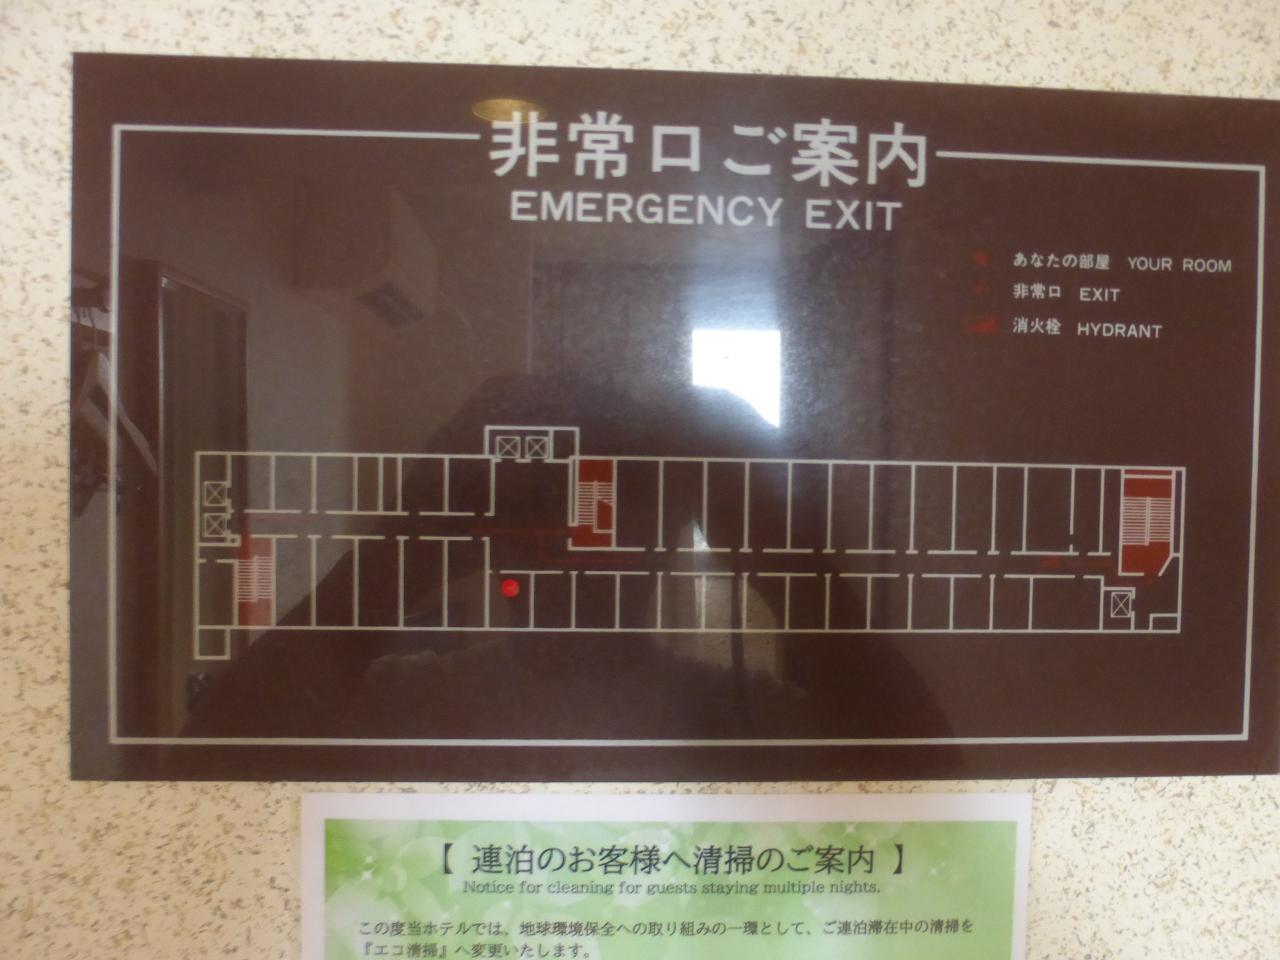 非常口ご案内
EMERGENCY EXIT
あなたの部屋 YOUR ROOM
非常口 EXIT
消火栓 HYDRANT
【 連泊のお客様へ清掃のご案内 】
Notice for cleaning for guests staying multiple nights.
この度当ホテルでは、地球環境保全への取り組みの一環として、ご連泊滞在中の清掃を
『エコ清掃』へ変更いたします。